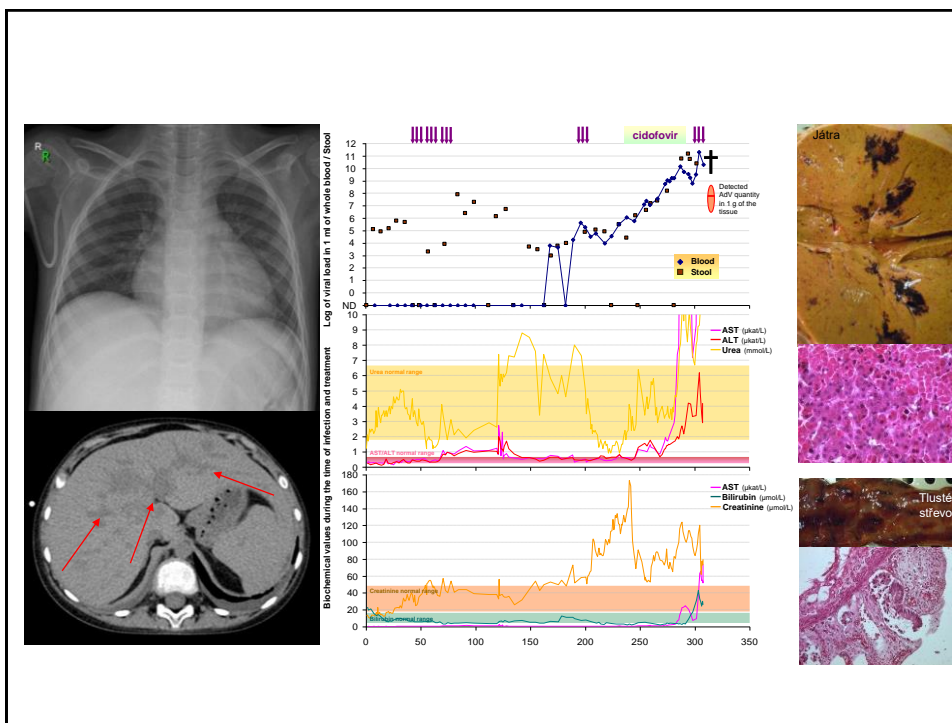 R
R
Log of viral load in 1 ml of whole blood / Stool
12
11
10
9
8
7
6
5
4
3
2
1
0
ND
cidofovir
Detected
AdV quantity
in 1 g of the
tissue
Blood
Stool
Biochemical values during the time of infection and treatment
10
9
8
7
6
5
4
3
2
1
0
AST (µkat/L)
ALT (µkat/L)
Urea (mmol/L)
Urea normal range
AST/ALT normal range
180
160
140
120
100
80
60
40
20
0
AST (µkat/L)
Bilirubin (µmol/L)
Creatinine (µmol/L)
Creatinine normal range
Bilirubin normal range
0 50 100 150 200 250 300 350
Játra
Tlusté
střevo